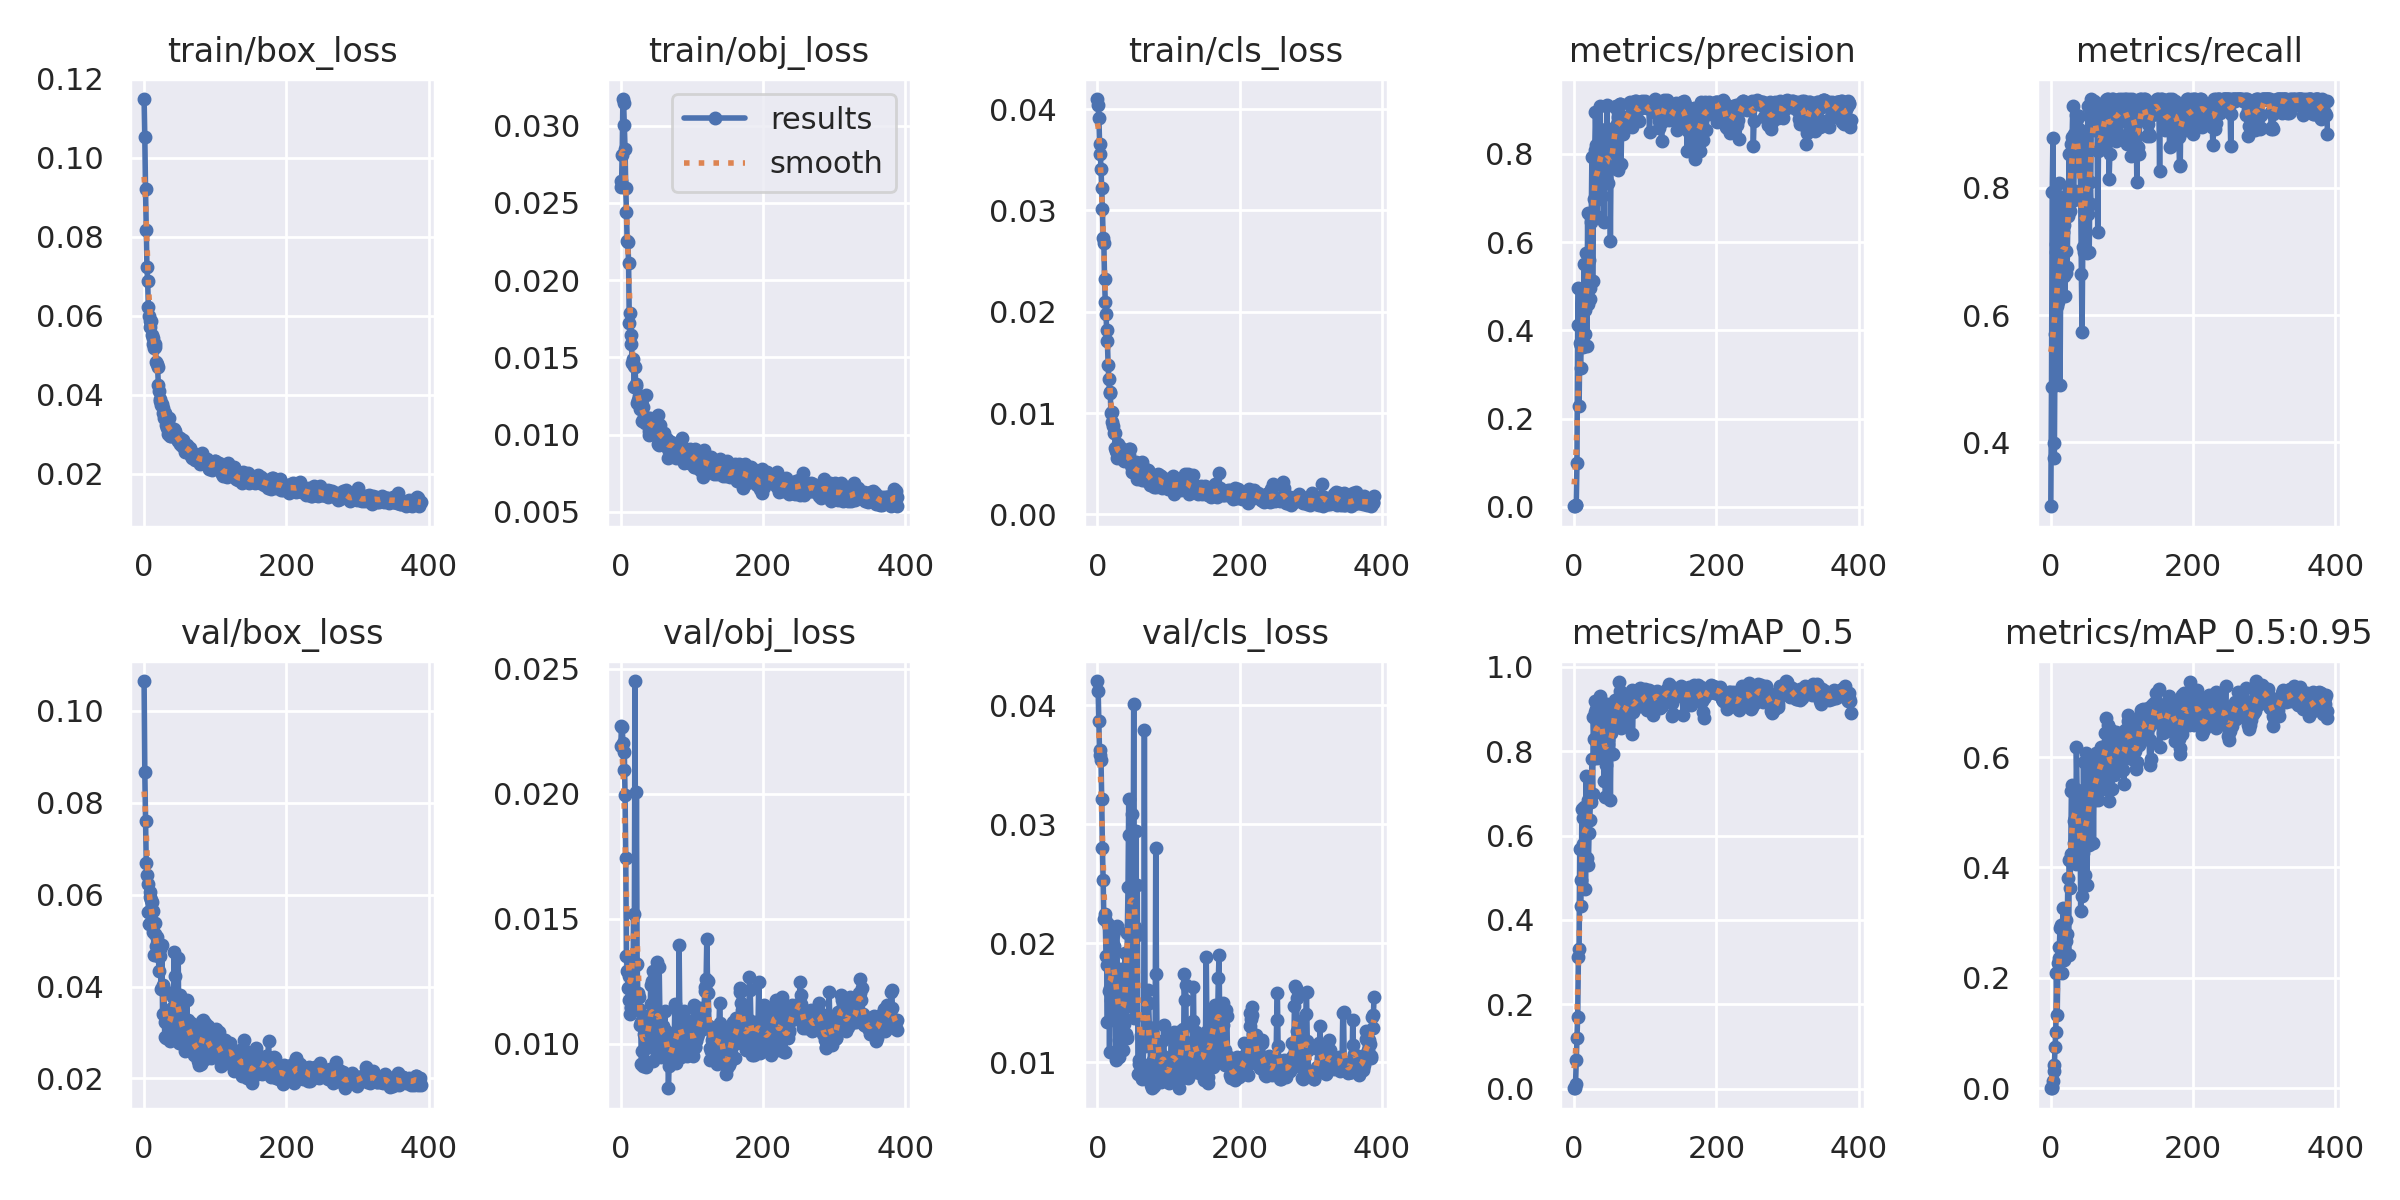 train/box_loss
0.12
0.10
0.08
0.06
0.04
0.02
0 200 400
train/obj_loss
results
smooth
0.030
0.025
0.020
0.015
0.010
0.005
0 200 400
train/cls_loss
0.04
0.03
0.02
0.01
0.00
0 200 400
metrics/precision
0.8
0.6
0.4
0.2
0.0
0 200 400
metrics/recall
0.8
0.6
0.4
0 200 400
val/box_loss
0.10
0.08
0.06
0.04
0.02
0 200 400
val/obj_loss
0.025
0.020
0.015
0.010
0 200 400
val/cls_loss
0.04
0.03
0.02
0.01
0 200 400
metrics/mAP_0.5
1.0
0.8
0.6
0.4
0.2
0.0
0 200 400
metrics/mAP_0.5:0.95
0.6
0.4
0.2
0.0
0 200 400